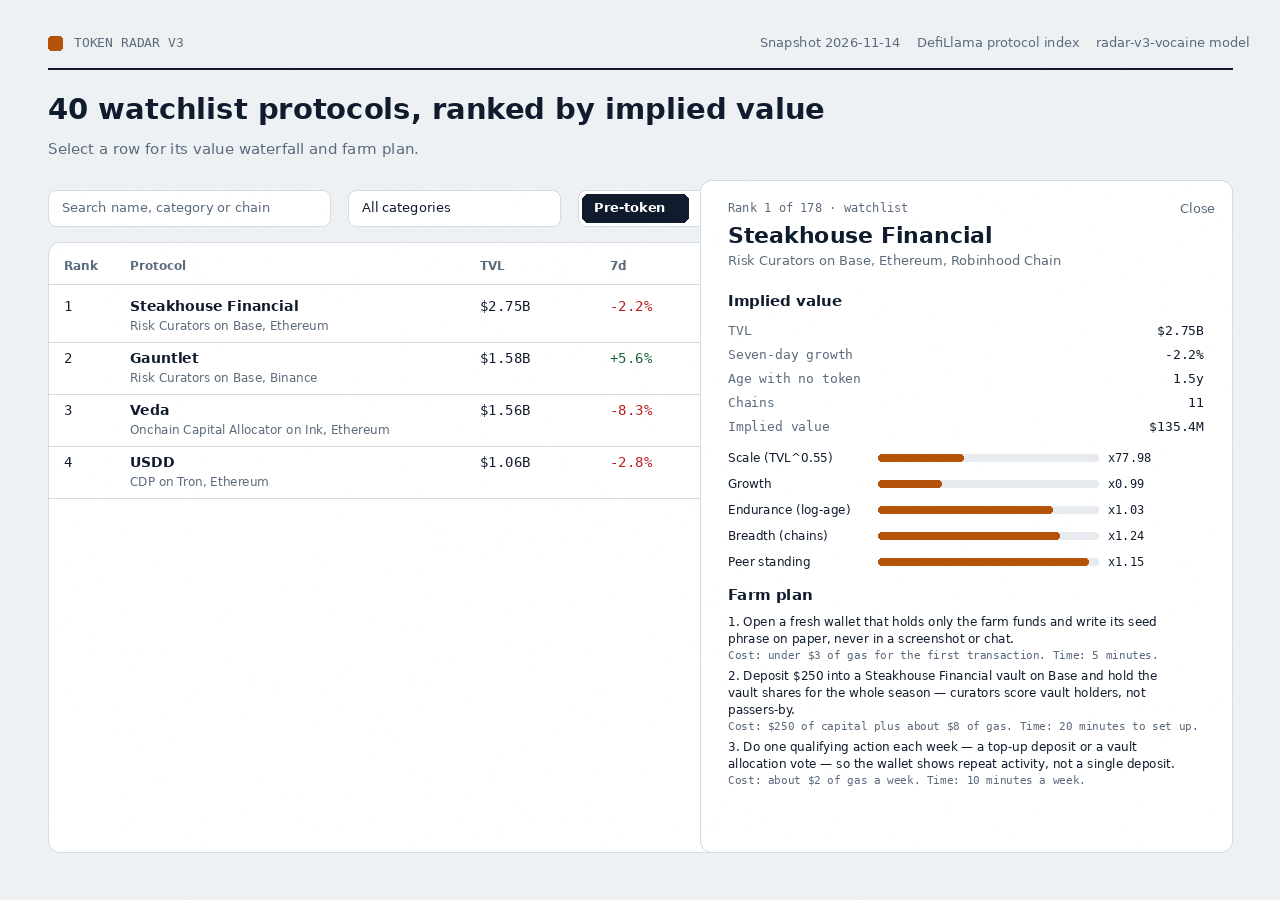 TOKEN RADAR V3
Snapshot 2026-11-14 DefiLlama protocol index radar-v3-vocaine model
40 watchlist protocols, ranked by implied value
Select a row for its value waterfall and farm plan.
Search name, category or chain
All categories
Pre-token
Rank Protocol TVL 7d
1 Steakhouse Financial $2.75B -2.2%
Risk Curators on Base, Ethereum
2 Gauntlet $1.58B +5.6%
Risk Curators on Base, Binance
3 Veda $1.56B -8.3%
Onchain Capital Allocator on Ink, Ethereum
4 USDD $1.06B -2.8%
CDP on Tron, Ethereum
Rank 1 of 178 · watchlist
Close
Steakhouse Financial
Risk Curators on Base, Ethereum, Robinhood Chain
Implied value
TVL $2.75B
Seven-day growth -2.2%
Age with no token 1.5y
Chains 11
Implied value $135.4M
Scale (TVL^0.55) x77.98
Growth x0.99
Endurance (log-age) x1.03
Breadth (chains) x1.24
Peer standing x1.15
Farm plan
1. Open a fresh wallet that holds only the farm funds and write its seed
phrase on paper, never in a screenshot or chat.
Cost: under $3 of gas for the first transaction. Time: 5 minutes.
2. Deposit $250 into a Steakhouse Financial vault on Base and hold the
vault shares for the whole season — curators score vault holders, not
passers-by.
Cost: $250 of capital plus about $8 of gas. Time: 20 minutes to set up.
3. Do one qualifying action each week — a top-up deposit or a vault
allocation vote — so the wallet shows repeat activity, not a single deposit.
Cost: about $2 of gas a week. Time: 10 minutes a week.